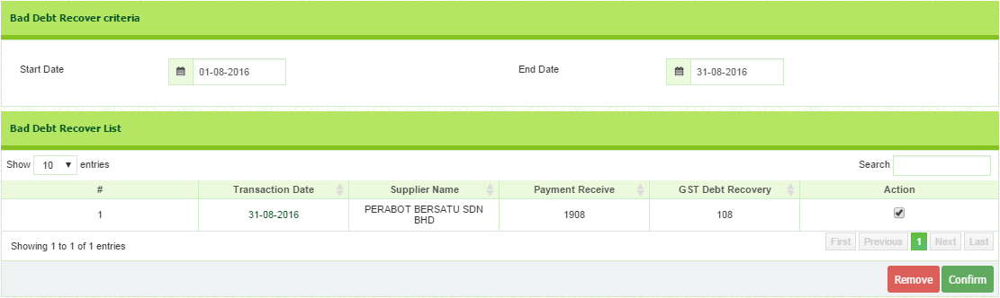 Bad Debt Recover criteria
Start Date 01-08-2016 End Date 31-08-2016
Bad Debt Recover List
Show 10 entries Search
# Transaction Date Supplier Name Payment Receive GST Debt Recovery Action
1 31-08-2016 PERABOT BERSATU SDN BHD 1908 108
Showing 1 to 1 of 1 entries First Previous 1 Next Last
Remove Confirm